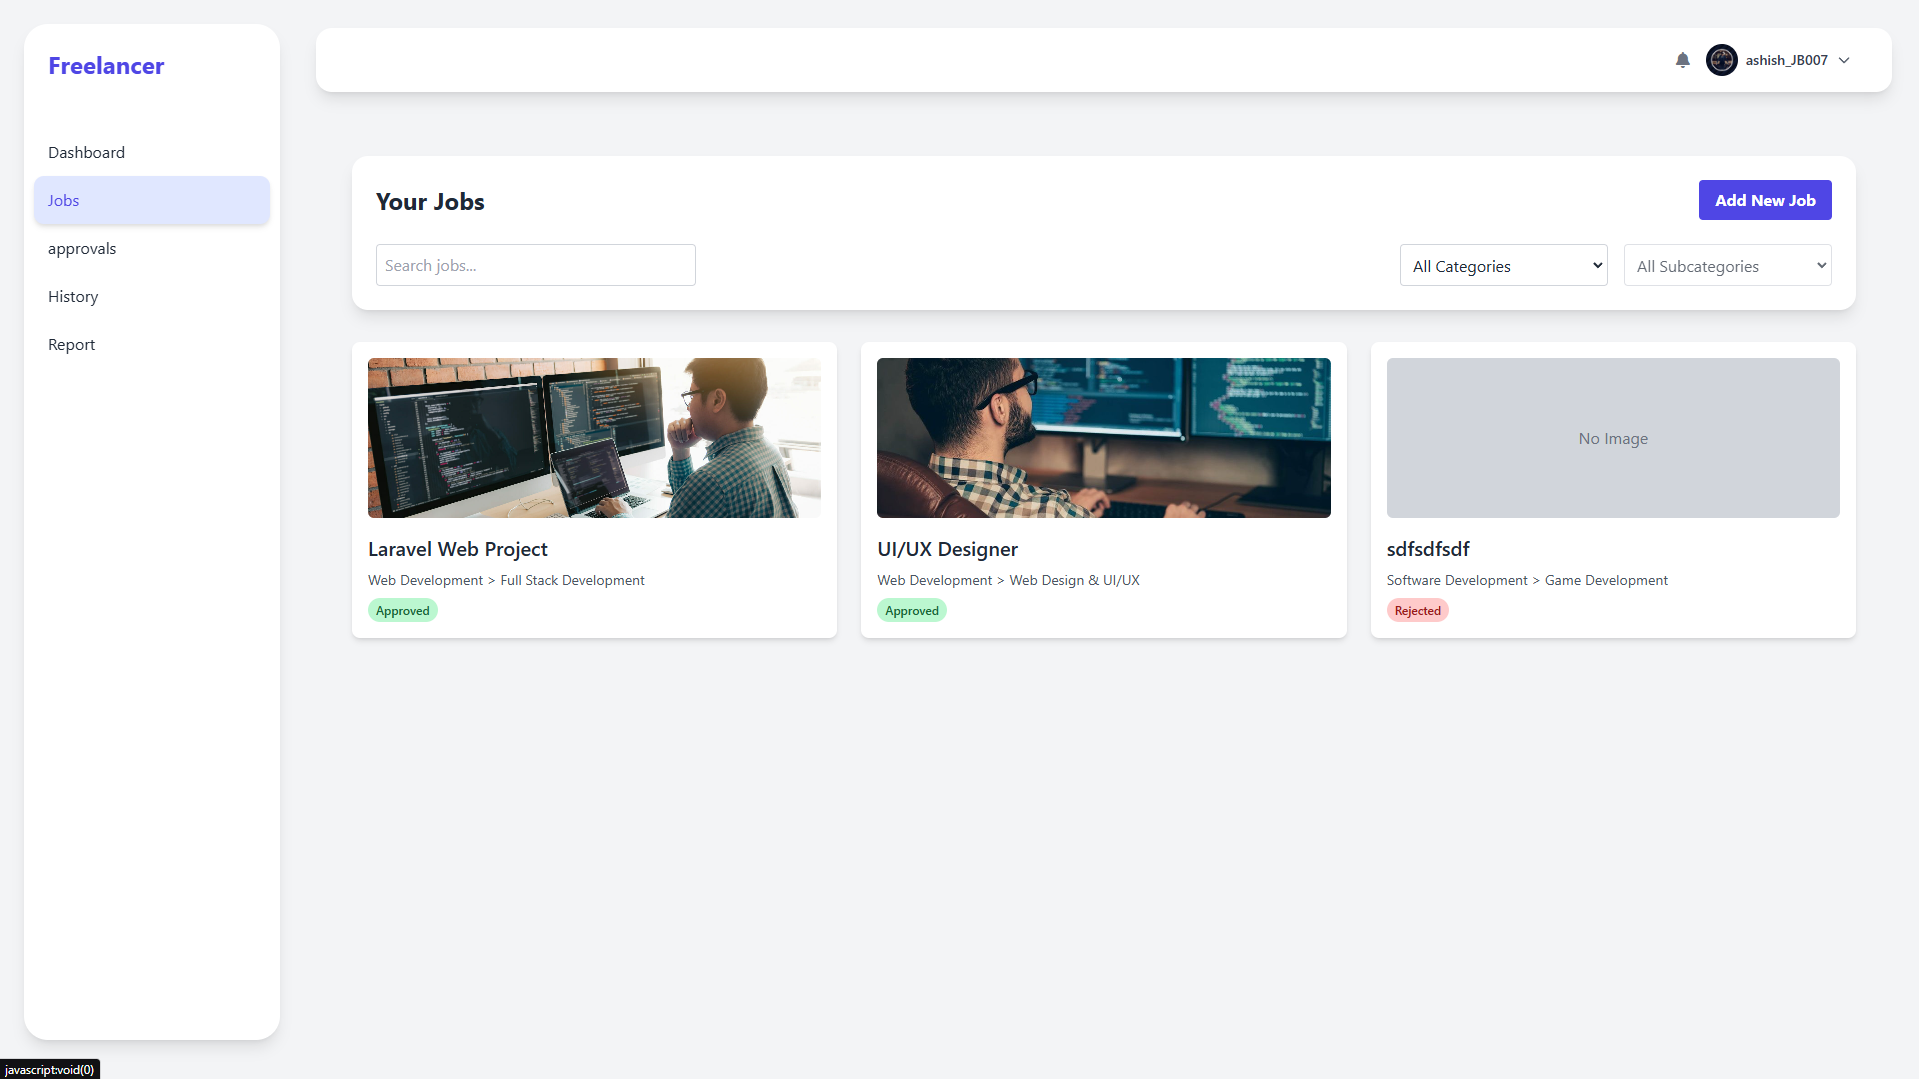 Freelancer
ashish_JB007
Dashboard
Jobs
approvals
History
Report
Your Jobs
Add New Job
Search jobs...
All Categories
All Subcategories
No Image
Laravel Web Project
Web Development > Full Stack Development
Approved
UI/UX Designer
Web Development > Web Design & UI/UX
Approved
sdfsdfsdf
Software Development > Game Development
Rejected
javascript:void(0)